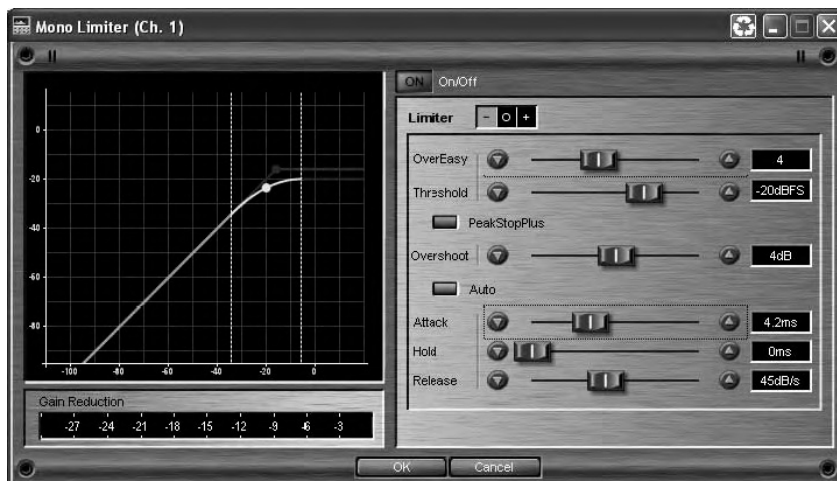 Mono Limiter (Ch. 1)
ON On/Off
Limiter - O +
OverEasy 4
Threshold -20dBFS
PeakStopPlus
Overshoot 4dB
Auto
Attack 4.2ms
Hold 0ms
Release 45dB/s
0
-20
-40
-60
-80
-100 -80 -60 -40 -20 0
Gain Reduction
-27 -24 -21 -18 -15 -12 -9 -6 -3
OK Cancel